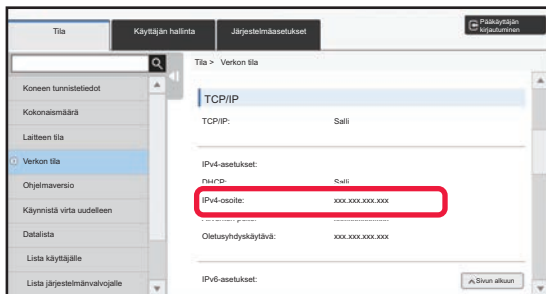 Tila
Käyttäjän hallinta
Järjestelmäasetukset
Pääkäyttäjän
kirjautuminen
Tila > Verkon tila
Koneen tunnistetiedot
Kokonaismäärä
Laitteen tila
Verkon tila
Ohjelmaversio
Käynnistä virta uudelleen
Datalista
Lista käyttäjälle
Lista järjestelmänvalvojalle
TCP/IP
TCP/IP: Salli
IPv4-asetukset:
DHCP: Salli
IPv4-osoite: xxx.xxx.xxx.xxx
Oletusyhdyskäytävä: xxx.xxx.xxx.xxx
IPv6-asetukset:
Sivun alkuun